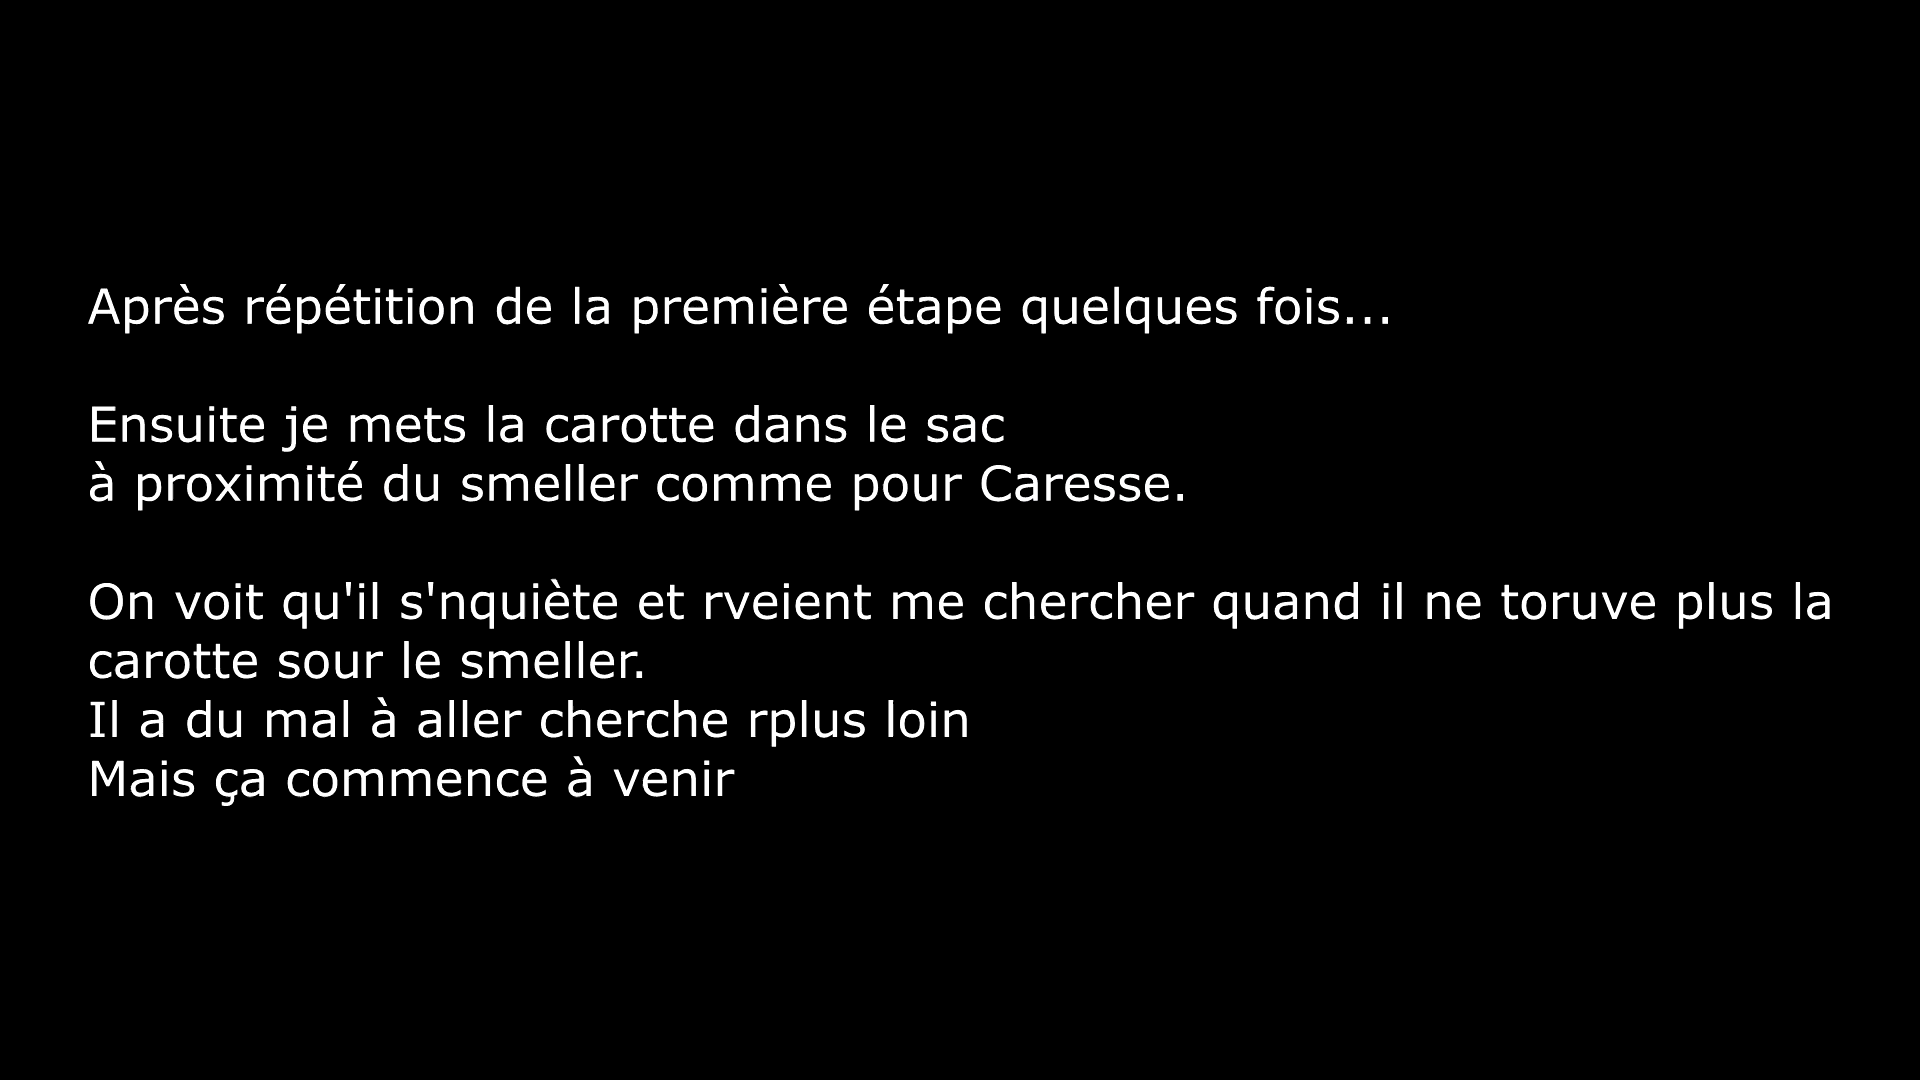 Après répétition de la première étape quelques fois...
Ensuite je mets la carotte dans le sac
à proximité du smeller comme pour Caresse.
On voit qu'il s'nquiète et rveient me chercher quand il ne toruve plus la
carotte sour le smeller.
Il a du mal à aller cherche rplus loin
Mais ça commence à venir